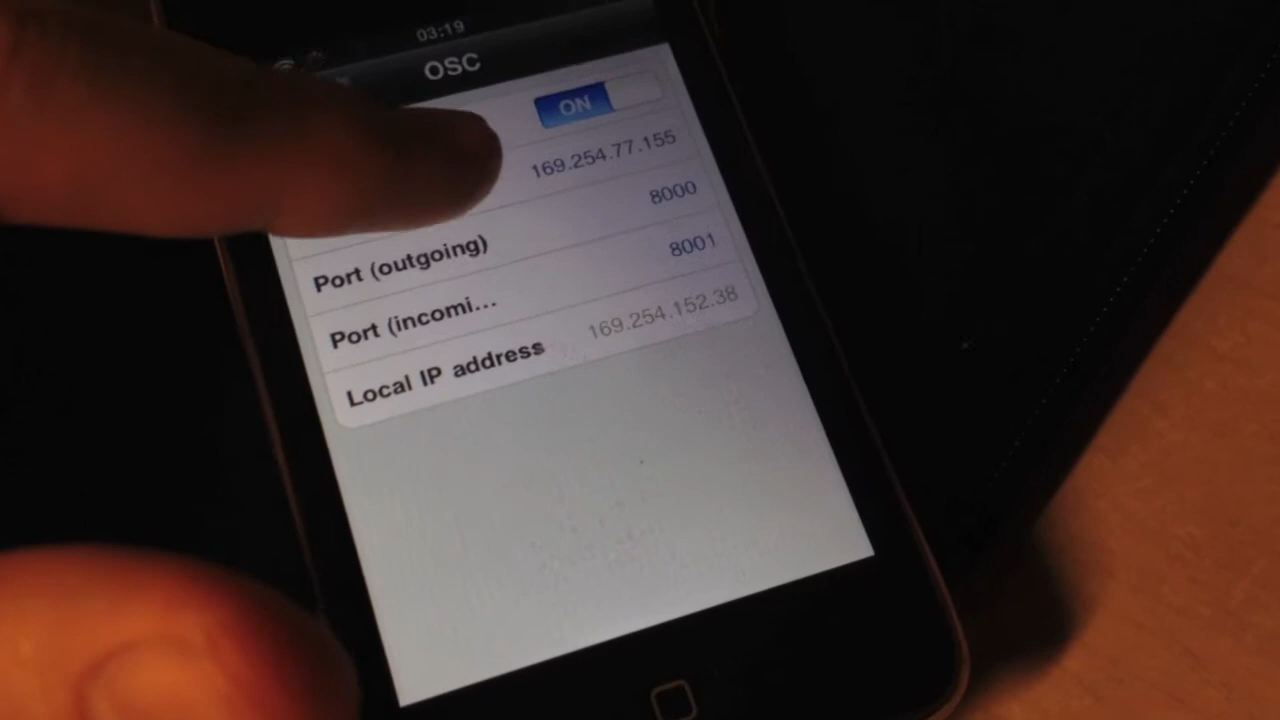 03:19
OSC
ON
169.254.77.155
Port (outgoing) 8000
Port (incomi... 8001
Local IP address 169.254.152.38